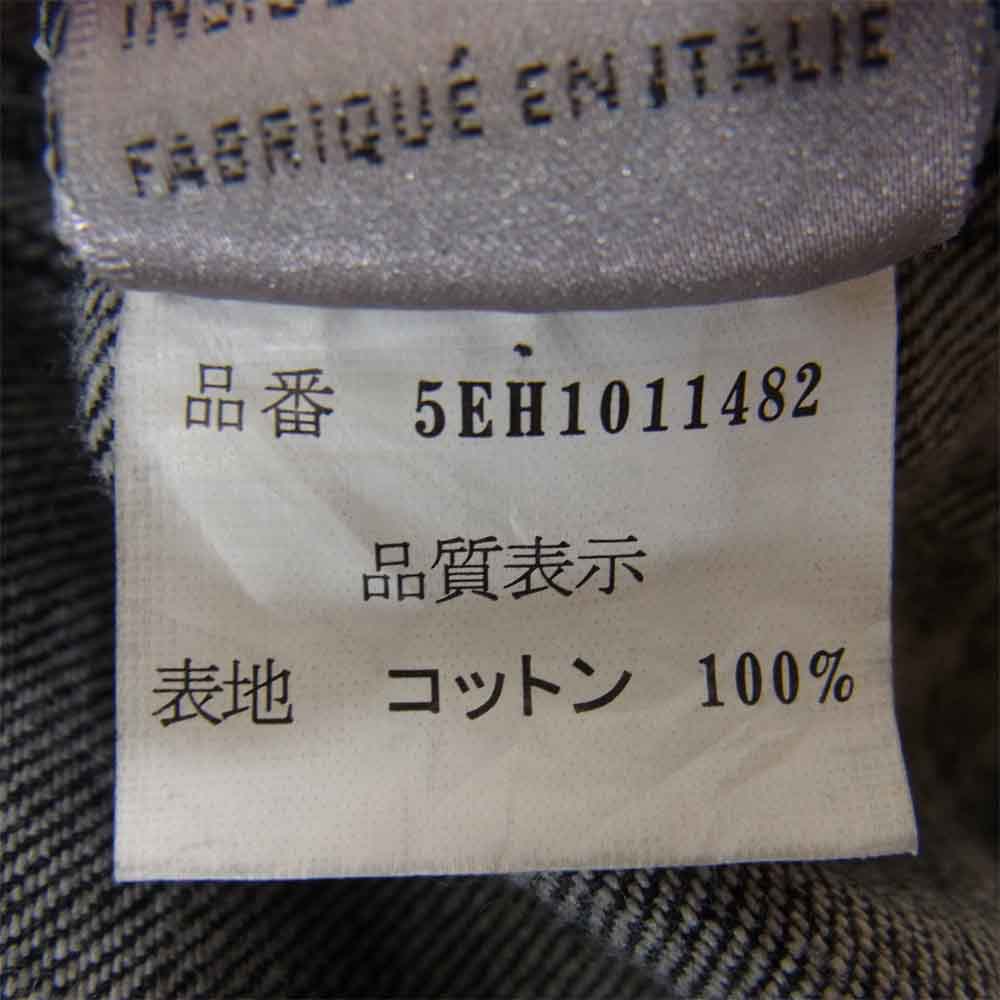 FABRIQUÉ EN ITALIE
品番 5EH1011482
品質表示
表地 コットン 100%